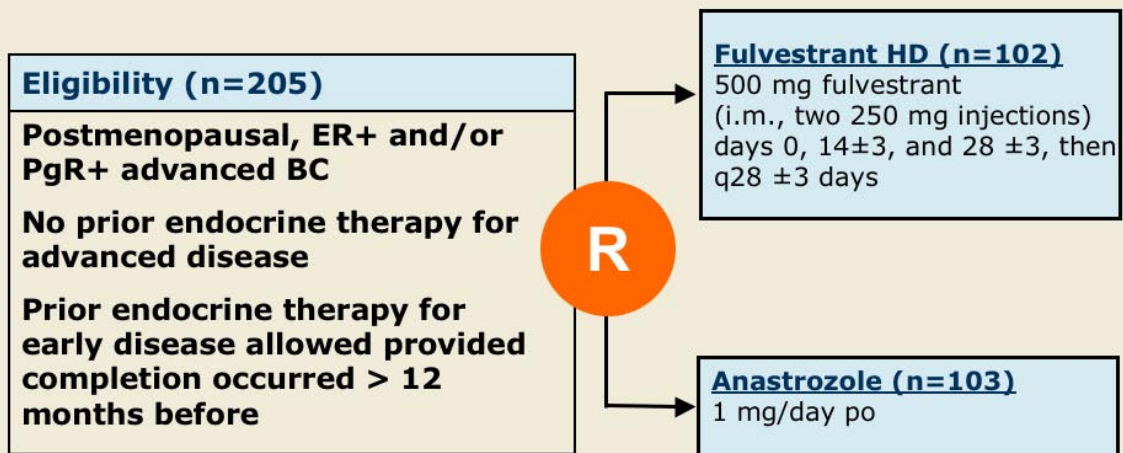 Eligibility (n=205)
Postmenopausal, ER+ and/or
PgR+ advanced BC
No prior endocrine therapy for
advanced disease
Prior endocrine therapy for
early disease allowed provided
completion occurred > 12
months before
R
Fulvestrant HD (n=102)
500 mg fulvestrant
(i.m., two 250 mg injections)
days 0, 14±3, and 28 ±3, then
q28 ±3 days
Anastrozole (n=103)
1 mg/day po